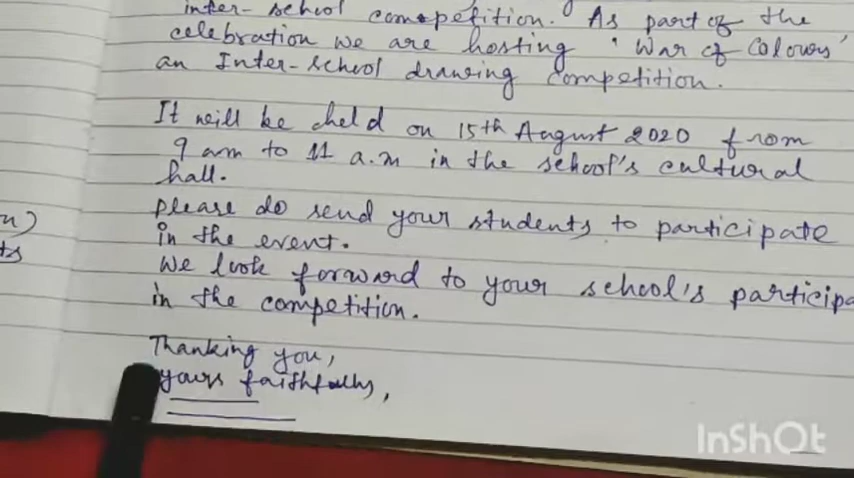 inter-school competition. As part of the
celebration we are hosting 'War of Colours'
an Inter-school drawing competition.
It will be held on 15th August 2020 from
9 am to 11 a.m in the school's cultural
hall.
Please do send your students to participate
in the event.
We look forward to your school's participa
in the competition.
Thanking you,
yours faithfully,
InShOt